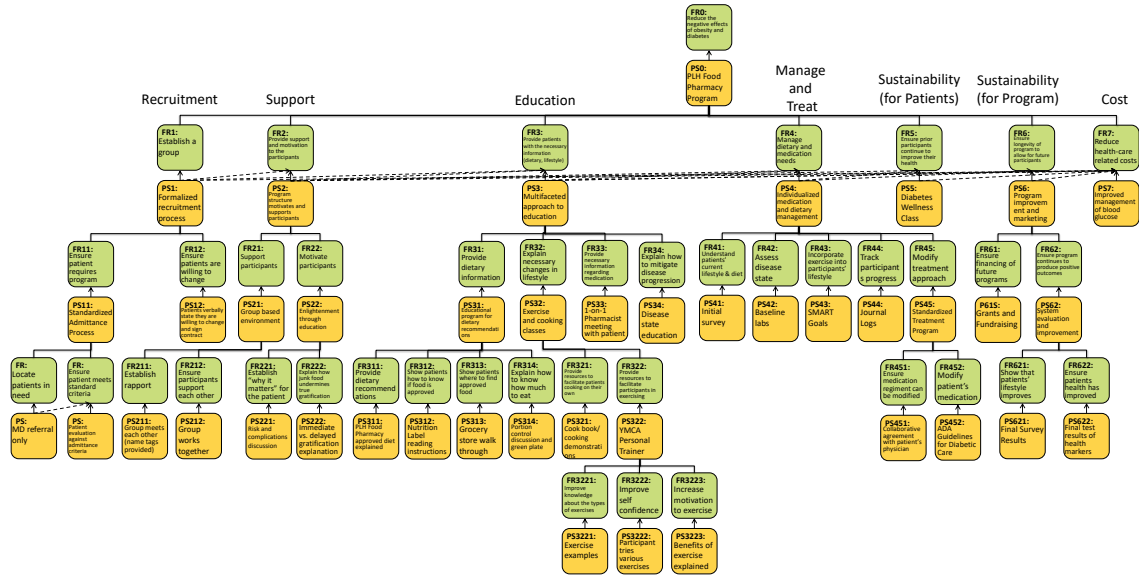 FR0:
Reduce the
negative effects
of obesity and
diabetes
PS0:
PLH Food
Pharmacy
Program
Recruitment
Support
Education
Manage
and
Treat
Sustainability
(for Patients)
Sustainability
(for Program)
Cost
FR1:
Establish a
group
FR2:
Provide support
and motivation
to the
participants
FR3:
Provide patients
with the necessary
information
(dietary, lifestyle)
FR4:
Manage
dietary and
medication
needs
FR5:
Ensure prior
participants
continue to
improve their
health
FR6:
Ensure
longevity of
program to
allow for future
participants
FR7:
Reduce
health-care
related costs
PS1:
Formalized
recruitment
process
PS2:
Program
structure
motivates and
supports
participants
PS3:
Multifaceted
approach to
education
PS4:
Individualized
medication
and dietary
management
PS5:
Diabetes
Wellness
Class
PS6:
Program
improvem
ent and
marketing
PS7:
Improved
management
of blood
glucose
FR11:
Ensure
patient
requires
program
FR12:
Ensure
patients are
willing to
change
FR21:
Support
participants
FR22:
Motivate
participants
FR31:
Provide
dietary
information
FR32:
Explain
necessary
changes in
lifestyle
FR33:
Provide
necessary
information
regarding
medication
FR34:
Explain how
to mitigate
disease
progression
FR41:
Understand
patients’
current
lifestyle & diet
FR42:
Assess
disease
state
FR43:
Incorporate
exercise into
participants’
lifestyle
FR44:
Track
participant
s progress
FR45:
Modify
treatment
approach
FR61:
Ensure
financing of
future
programs
FR62:
Ensure program
continues to
produce positive
outcomes
PS11:
Standardized
Admittance
Process
PS12:
Patients verbally
state they are
willing to change
and sign
contract
PS21:
Group based
environment
PS22:
Enlightenment
through
education
PS31:
Educational
program for
dietary
recommendati
ons
PS32:
Exercise
and cooking
classes
PS33:
1-on-1
Pharmacist
meeting with
patient
PS34:
Disease
state
education
PS41:
Initial
survey
PS42:
Baseline
labs
PS43:
SMART
Goals
PS44:
Journal
Logs
PS45:
Standardized
Treatment
Program
P61S:
Grants and
Fundraising
PS62:
System
evaluation and
improvement
FR:
Locate
patients in
need
FR:
Ensure
patient meets
standard
criteria
FR211:
Establish
rapport
FR212:
Ensure
participants
support each
other
FR221:
Establish
“why it
matters” for
the patient
FR222:
Explain how
junk food
undermines
true
gratification
FR311:
Provide
dietary
recommend
ations
FR312:
Show patients
how to know
if food is
approved
FR313:
Show patients
where to find
approved
food
FR314:
Explain how
to know
how much
to eat
FR321:
Provide
resources to
facilitate patients
cooking on their
own
FR322:
Provide
resources to
facilitate
participants in
exercising
FR451:
Ensure
medication
regiment
can be
modified
FR452:
Modify
patient’s
medication
FR621:
Show that
patients’
lifestyle
improves
FR622:
Ensure
patients
health has
improved
PS:
MD referral
only
PS:
Patient
evaluation
against
admittance
criteria
PS211:
Group meets
each other
(name tags
provided)
PS212:
Group
works
together
PS221:
Risk and
complications
discussion
PS222:
Immediate vs.
delayed
gratification
explanation
PS311:
PLH Food
Pharmacy
approved diet
explained
PS312:
Nutrition
Label
reading
instructions
PS313:
Grocery
store walk
through
PS314:
Portion
control
discussion and
green plate
PS321:
Cook book/
cooking
demonstrati
ons
PS322:
YMCA
Personal
Trainer
PS451:
Collaborative
agreement
with patient’s
physician
PS452:
ADA
Guidelines
for Diabetic
Care
PS621:
Final Survey
Results
PS622:
Final test
results of
health
markers
FR3221:
Improve
knowledge
about the types
of exercises
FR3222:
Improve
self
confidence
FR3223:
Increase
motivation
to exercise
PS3221:
Exercise
examples
PS3222:
Participant
tries
various
exercises
PS3223:
Benefits of
exercise
explained